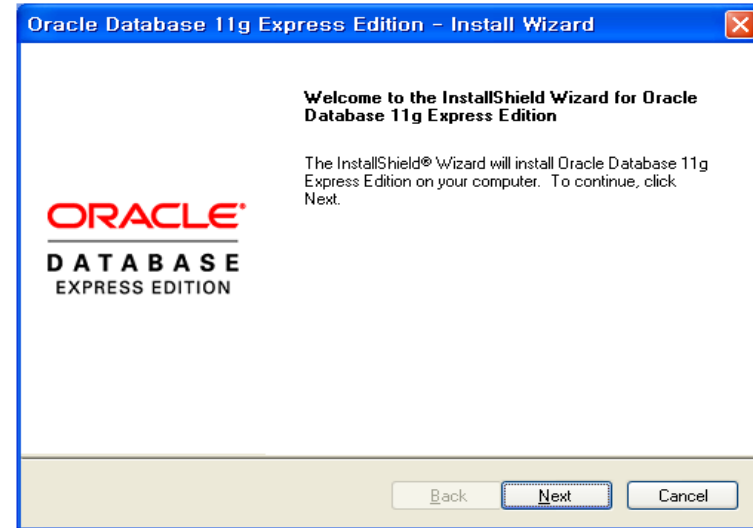 Oracle Database 11g Express Edition - Install Wizard
Welcome to the InstallShield Wizard for Oracle
Database 11g Express Edition
The InstallShield® Wizard will install Oracle Database 11g
Express Edition on your computer. To continue, click
Next.
ORACLE®
DATABASE
EXPRESS EDITION
Back
Next
Cancel